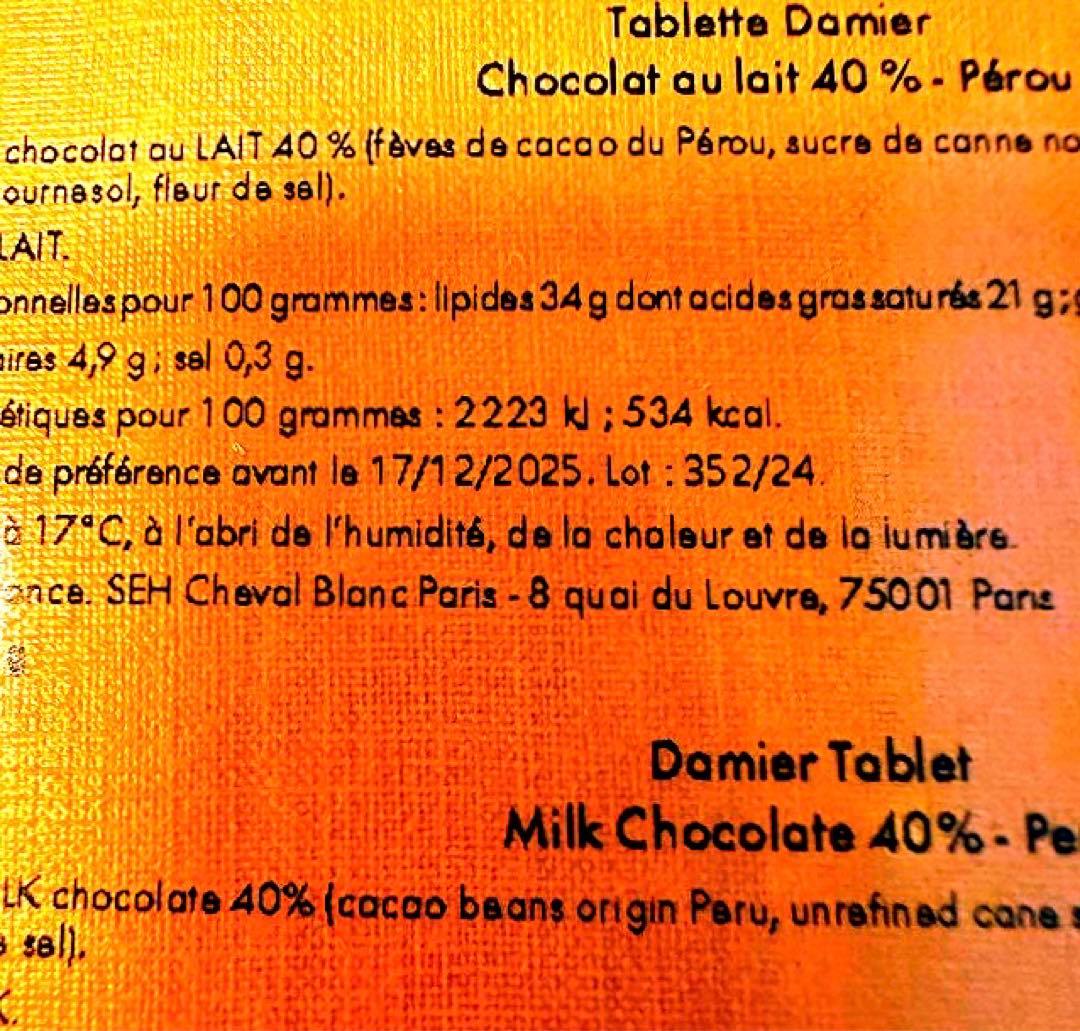 Tablette Damier
Chocolat au lait 40 % - Pérou
chocolat au LAIT 40 % (fèves de cacao du Pérou, sucre de canne no
ournesol, fleur de sel).
LAIT.
onnelles pour 100 grammes : lipides 34 g dont acides gras saturés 21 g ; g
aires 4,9 g ; sel 0,3 g.
étiques pour 100 grammes : 2223 kJ ; 534 kcal.
de préférence avant le 17/12/2025. Lot : 352/24.
à 17°C, à l'abri de l'humidité, de la chaleur et de la lumière.
ance. SEH Cheval Blanc Paris - 8 quai du Louvre, 75001 Paris
Damier Tablet
Milk Chocolate 40% - Pe
LK chocolate 40% (cacao beans origin Peru, unrefined cane s
e sel).
K.